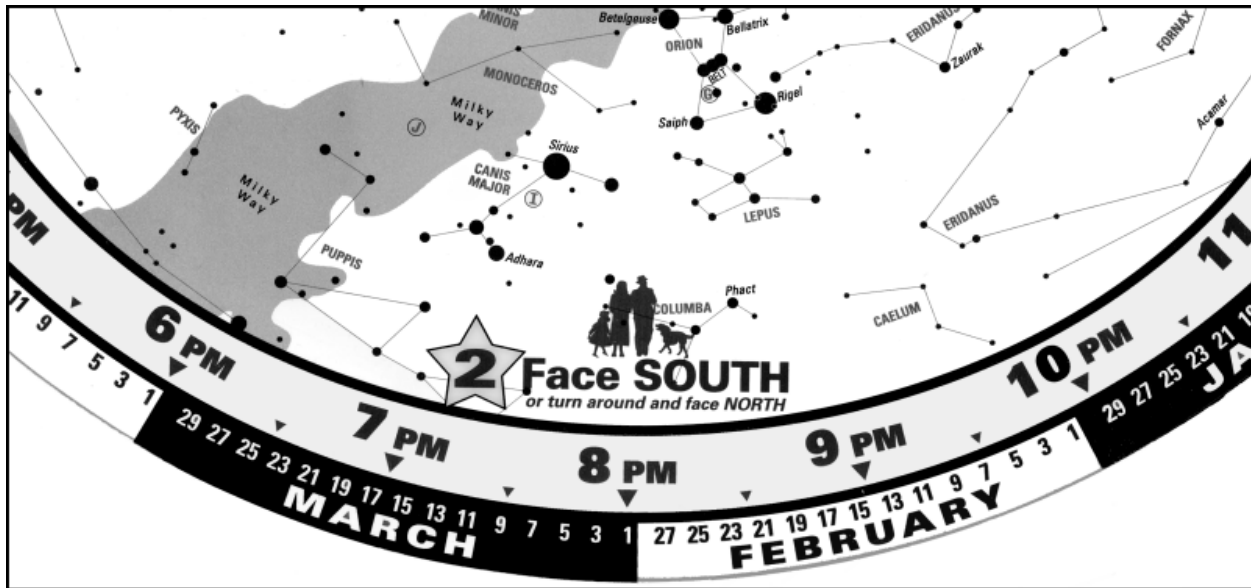 CANIS
MINOR
Betelgeuse
Bellatrix
ORION
BELT
G
Rigel
Saiph
ERIDANUS
Zaurak
FORNAX
Acamar
MONOCEROS
Milky
Way
J
PYXIS
Sirius
CANIS
MAJOR
I
Milky
Way
LEPUS
ERIDANUS
Adhara
PUPPIS
Phact
COLUMBA
CAELUM
2 Face SOUTH
or turn around and face NORTH
PM 6 PM 7 PM 8 PM 9 PM 10 PM 11
11 9 7 5 3 1
29 27 25 23 21 19 17 15 13 11 9 7 5 3 1
MARCH
27 25 23 21 19 17 15 13 11 9 7 5 3 1
FEBRUARY
29 27 25 23 21 19
JA